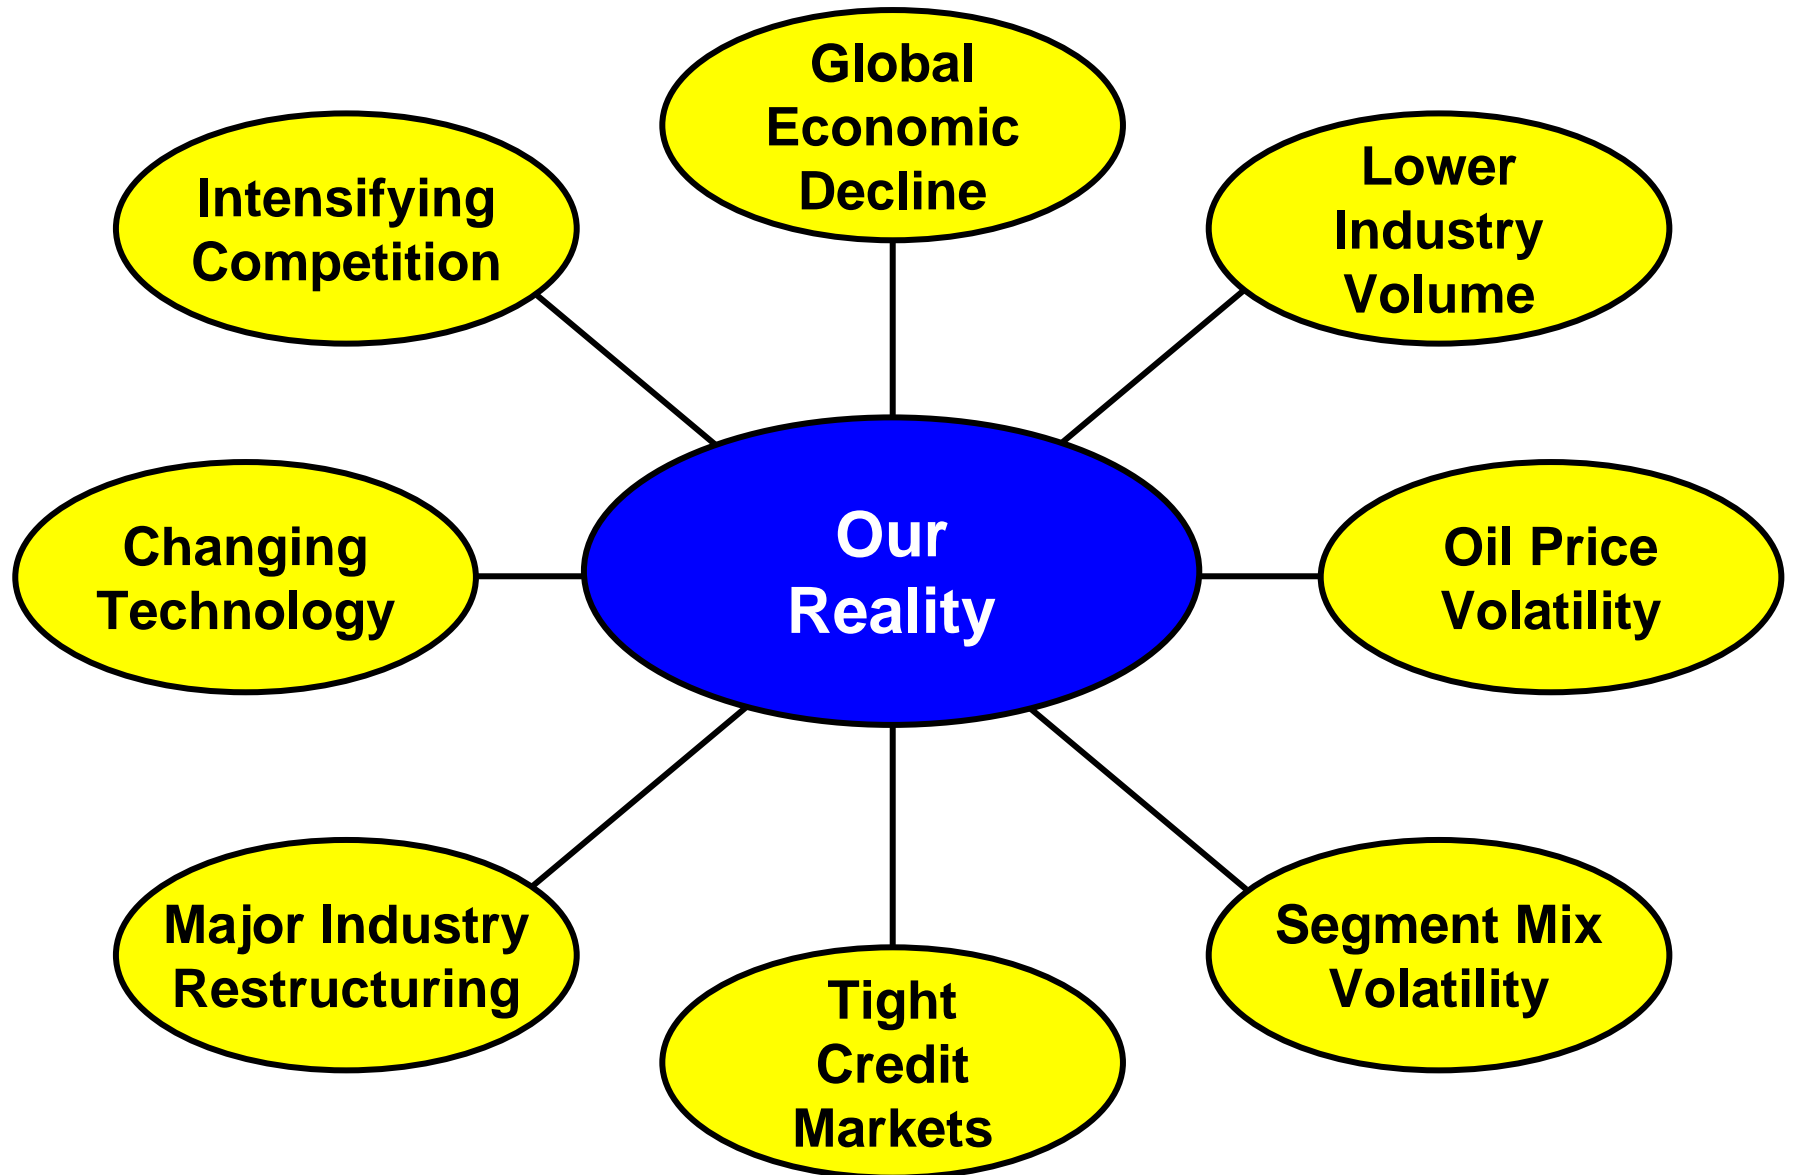 Global
Economic
Decline
Lower
Industry
Volume
Intensifying
Competition
Our
Reality
Changing
Technology
Oil Price
Volatility
Major Industry
Restructuring
Segment Mix
Volatility
Tight
Credit
Markets